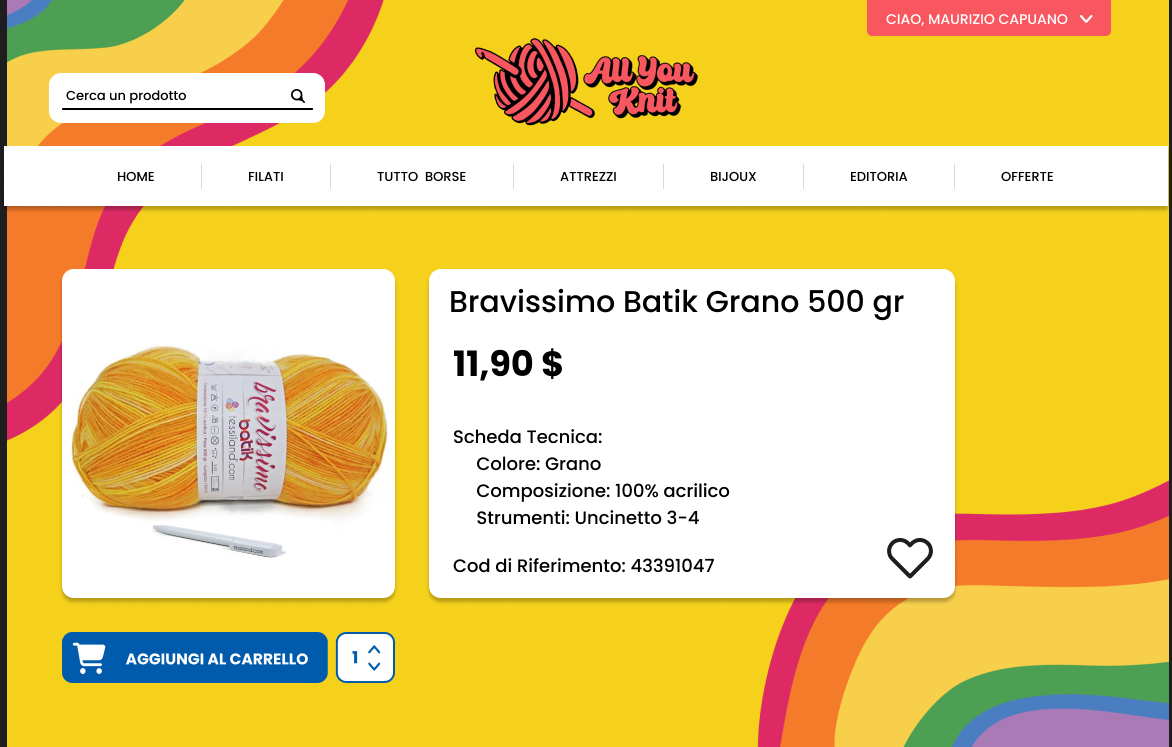 CIAO, MAURIZIO CAPUANO
Cerca un prodotto
All You
Knit
HOME
FILATI
TUTTO BORSE
ATTREZZI
BIJOUX
EDITORIA
OFFERTE
bravissimo
batik
tessiland.com
tessiland.com
Bravissimo Batik Grano 500 gr
11,90 $
Scheda Tecnica:
Colore: Grano
Composizione: 100% acrilico
Strumenti: Uncinetto 3-4
Cod di Riferimento: 43391047
AGGIUNGI AL CARRELLO
1